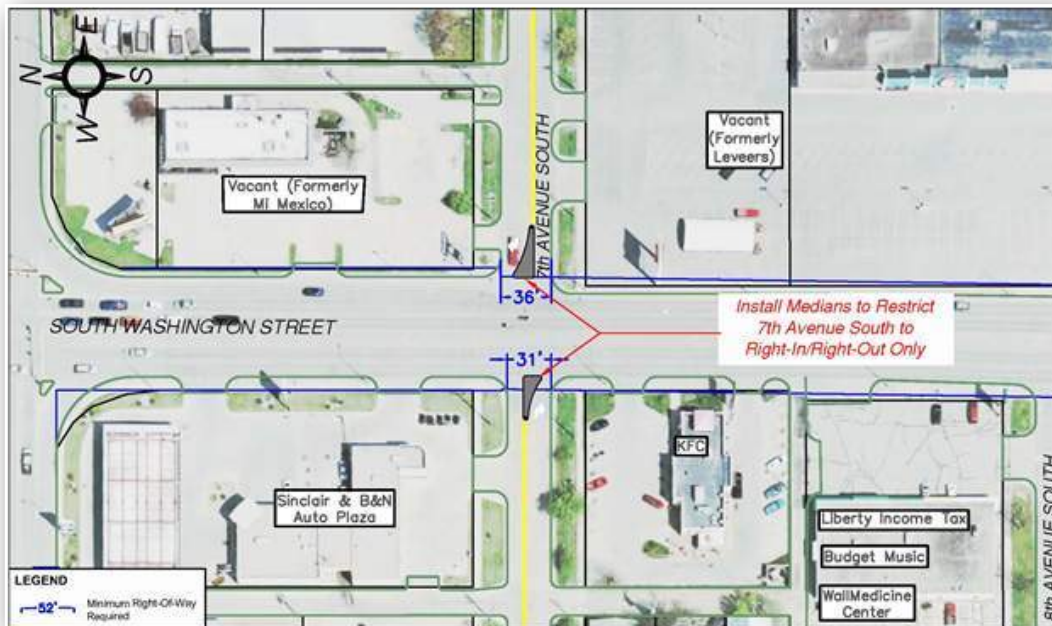 E
N
S
W
Vacant (Formerly
Mi Mexico)
7th AVENUE SOUTH
Vacant
(Formerly
Leevers)
36'
SOUTH WASHINGTON STREET
Install Medians to Restrict
7th Avenue South to
Right-In/Right-Out Only
31'
KFC
Sinclair & B&N
Auto Plaza
Liberty Income Tax
Budget Music
WallMedicine
Center
8th AVENUE SOUTH
LEGEND
52'
Minimum Right-Of-Way
Required